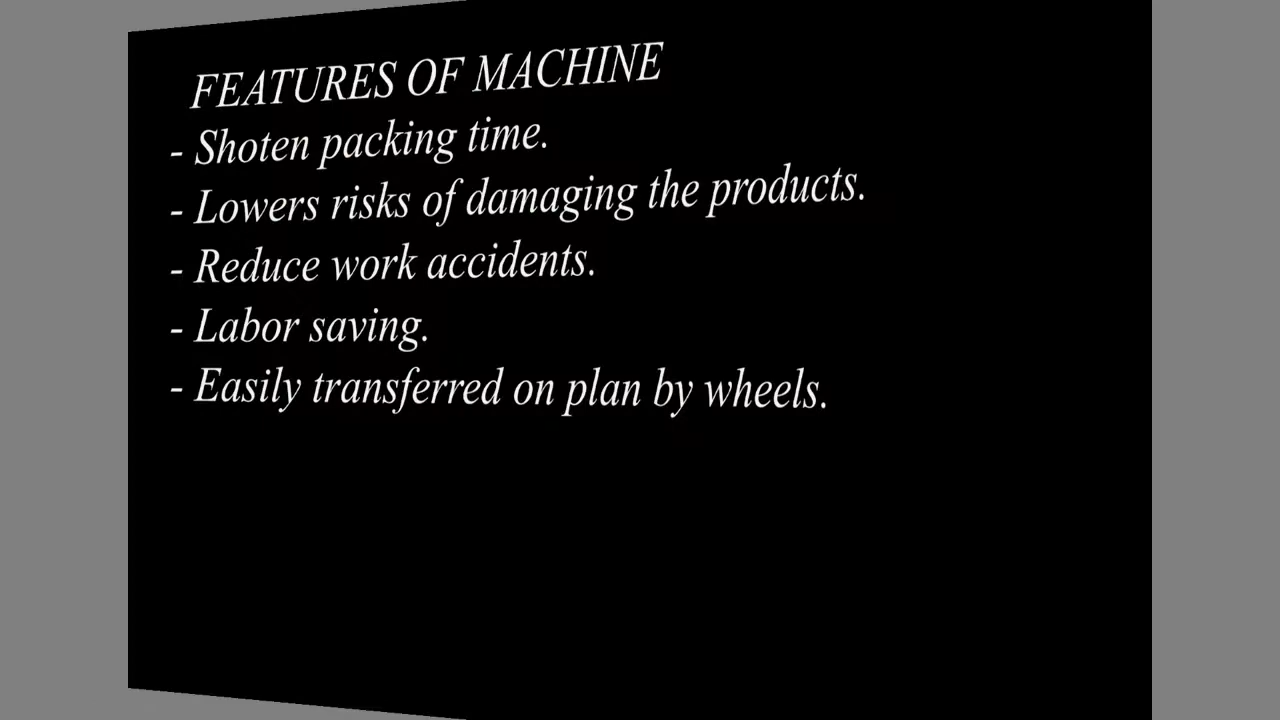 FEATURES OF MACHINE
- Shoten packing time.
- Lowers risks of damaging the products.
- Reduce work accidents.
- Labor saving.
- Easily transferred on plan by wheels.